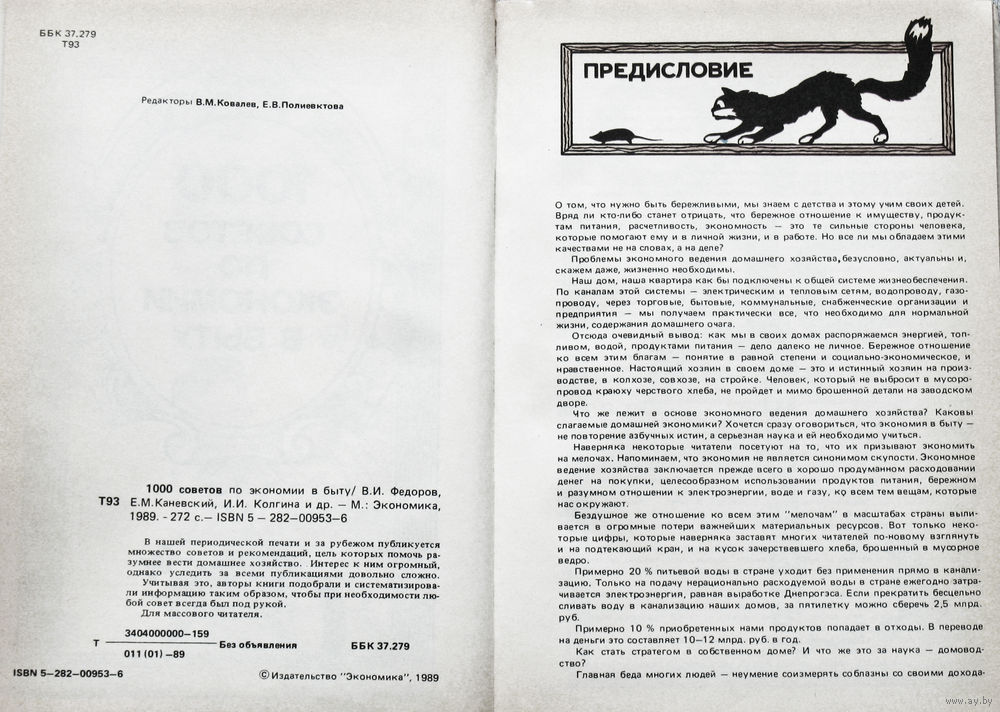 ББК 37.279
Т93
Редакторы В.М.Ковалев, Е.В.Полиевктова
1000 советов по экономии в быту/ В.И. Федоров,
Т93 Е.М.Каневский, И.И. Колгина и др. — М.: Экономика,
1989. - 272 с.— ISBN 5 — 282-00953-6
В нашей периодической печати и за рубежом публикуется
множество советов и рекомендаций, цель которых помочь ра-
зумнее вести домашнее хозяйство. Интерес к ним огромный,
однако уследить за всеми публикациями довольно сложно.
Учитывая это, авторы книги подобрали и систематизирова-
ли информацию таким образом, чтобы при необходимости лю-
бой совет всегда был под рукой.
Для массового читателя.
Т 3404000000—159
011 (01) —89 Без объявления ББК 37.279
ISBN 5—282—00953—6
© Издательство "Экономика", 1989
ПРЕДИСЛОВИЕ
О том, что нужно быть бережливыми, мы знаем с детства и этому учим своих детей.
Вряд ли кто-либо станет отрицать, что бережное отношение к имуществу, продук-
там питания, расчетливость, экономность — это те сильные стороны человека,
которые помогают ему и в личной жизни, и в работе. Но все ли мы обладаем этими
качествами не на словах, а на деле?
Проблемы экономного ведения домашнего хозяйства, безусловно, актуальны и,
скажем даже, жизненно необходимы.
Наш дом, наша квартира как бы подключены к общей системе жизнеобеспечения.
По каналам этой системы — электрическим и тепловым сетям, водопроводу, газо-
проводу, через торговые, бытовые, коммунальные, снабженческие организации и
предприятия — мы получаем практически все, что необходимо для нормальной
жизни, содержания домашнего очага.
Отсюда очевидный вывод: как мы в своих домах распоряжаемся энергией, топ-
ливом, водой, продуктами питания — дело далеко не личное. Бережное отношение
ко всем этим благам — понятие в равной степени и социально-экономическое, и
нравственное. Настоящий хозяин в своем доме — это и истинный хозяин на произ-
водстве, в колхозе, совхозе, на стройке. Человек, который не выбросит в мусоро-
провод краюху черствого хлеба, не пройдет и мимо брошенной детали на заводском
дворе.
Что же лежит в основе экономного ведения домашнего хозяйства? Каковы
слагаемые домашней экономики? Хочется сразу оговориться, что экономия в быту —
не повторение азбучных истин, а серьезная наука и ей необходимо учиться.
Наверняка некоторые читатели посетуют на то, что их призывают экономить
на мелочах. Напоминаем, что экономия не является синонимом скупости. Экономное
ведение хозяйства заключается прежде всего в хорошо продуманном расходовании
денег на покупки, целесообразном использовании продуктов питания, бережном
и разумном отношении к электроэнергии, воде и газу, ко всем тем вещам, которые
нас окружают.
Бездушное же отношение ко всем этим "мелочам" в масштабах страны выли-
вается в огромные потери важнейших материальных ресурсов. Вот только неко-
торые цифры, которые наверняка заставят многих читателей по-новому взглянуть
и на подтекающий кран, и на кусок зачерствевшего хлеба, брошенный в мусорное
ведро.
Примерно 20 % питьевой воды в стране уходит без применения прямо в канали-
зацию. Только на подачу нерационально расходуемой воды в стране ежегодно затра-
чивается электроэнергия, равная выработке Днепрогэса. Если прекратить бесцельно
сливать воду в канализацию наших домов, за пятилетку можно сберечь 2,5 млрд.
руб.
Примерно 10 % приобретенных нами продуктов попадает в отходы. В переводе
на деньги это составляет 10—12 млрд. руб. в год.
Как стать стратегом в собственном доме? И что же это за наука — домовод-
ство?
Главная беда многих людей — неумение соизмерять соблазны со своими дохода-
www.ay.by